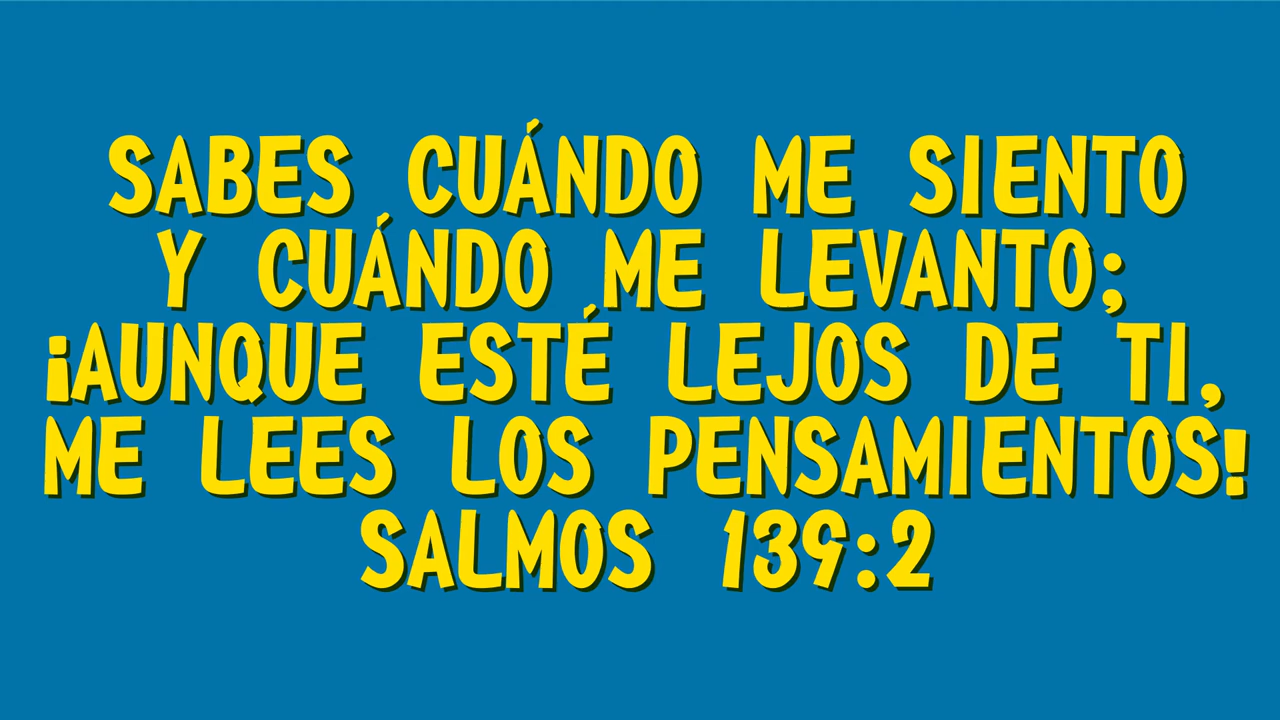 SABES CUÁNDO ME SIENTO
Y CUÁNDO ME LEVANTO;
¡AUNQUE ESTÉ LEJOS DE TI,
ME LEES LOS PENSAMIENTOS!
SALMOS 139:2